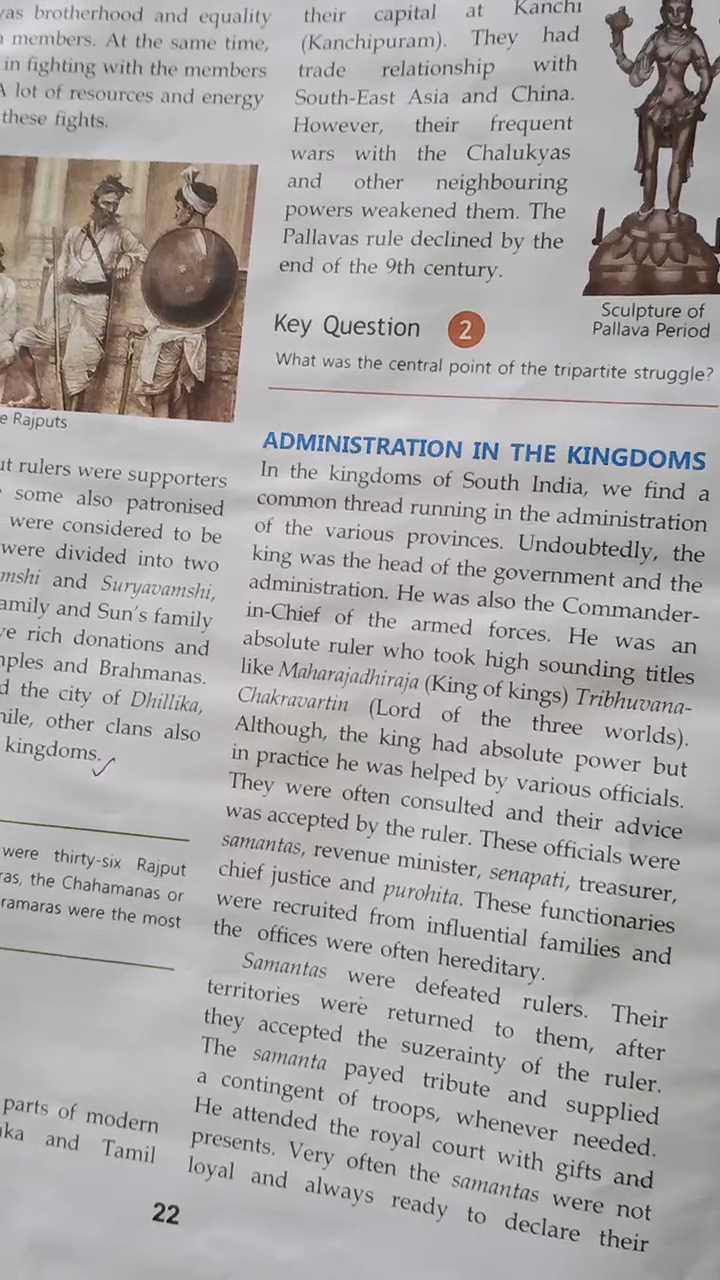 as brotherhood and equality
members. At the same time,
in fighting with the members
A lot of resources and energy
these fights.
e Rajputs
ut rulers were supporters
some also patronised
were considered to be
were divided into two
mshi and Suryavamshi,
amily and Sun's family
ve rich donations and
mples and Brahmanas.
d the city of Dhillika,
hile, other clans also
kingdoms.
were thirty-six Rajput
ras, the Chahamanas or
ramaras were the most
parts of modern
aka and Tamil
22
their capital at Kanchi
(Kanchipuram). They had
trade relationship with
South-East Asia and China.
However, their frequent
wars with the Chalukyas
and other neighbouring
powers weakened them. The
Pallavas rule declined by the
end of the 9th century.
Sculpture of
Pallava Period
Key Question 2
What was the central point of the tripartite struggle?
ADMINISTRATION IN THE KINGDOMS
In the kingdoms of South India, we find a
common thread running in the administration
of the various provinces. Undoubtedly, the
king was the head of the government and the
administration. He was also the Commander-
in-Chief of the armed forces. He was an
absolute ruler who took high sounding titles
like Maharajadhiraja (King of kings) Tribhuvana-
Chakravartin (Lord of the three worlds).
Although, the king had absolute power but
in practice he was helped by various officials.
They were often consulted and their advice
was accepted by the ruler. These officials were
samantas, revenue minister, senapati, treasurer,
chief justice and purohita. These functionaries
were recruited from influential families and
the offices were often hereditary.
Samantas were defeated rulers. Their
territories were returned to them, after
they accepted the suzerainty of the ruler.
The samanta payed tribute and supplied
a contingent of troops, whenever needed.
He attended the royal court with gifts and
presents. Very often the samantas were not
loyal and always ready to declare their